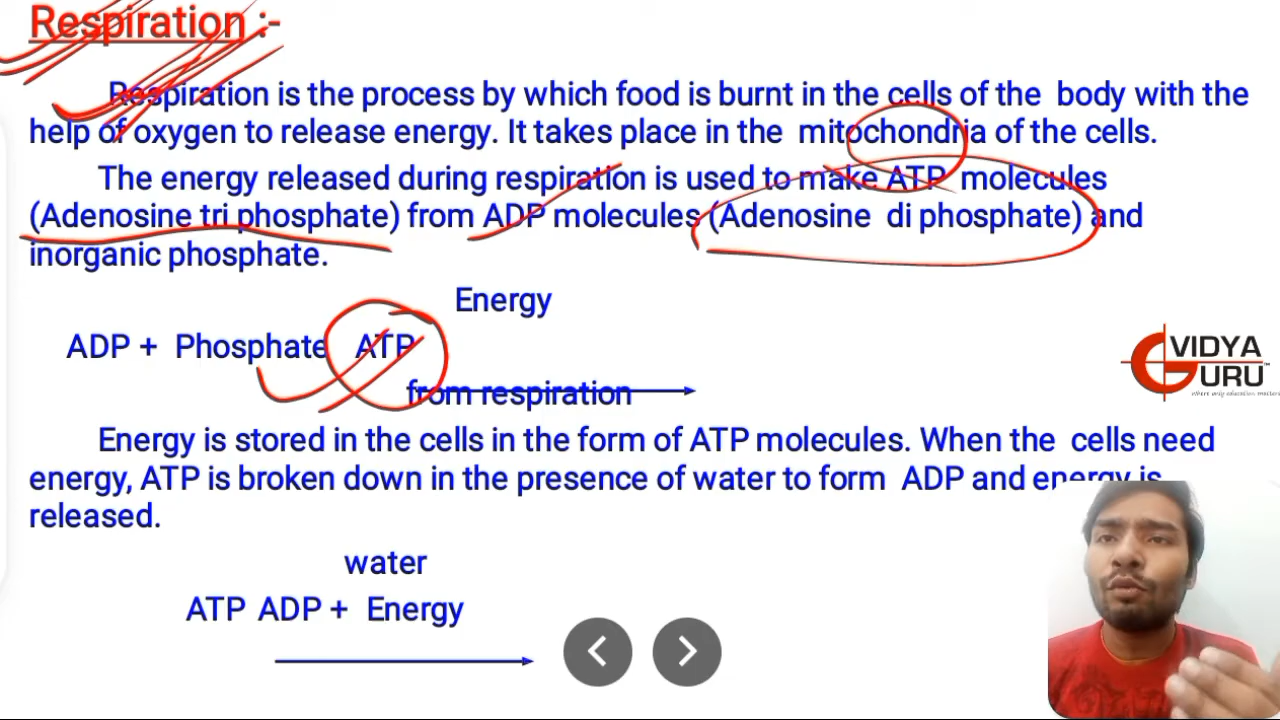 Respiration :-
Respiration is the process by which food is burnt in the cells of the body with the
help of oxygen to release energy. It takes place in the mitochondria of the cells.
The energy released during respiration is used to make ATP molecules
(Adenosine tri phosphate) from ADP molecules (Adenosine di phosphate) and
inorganic phosphate.
Energy
ADP + Phosphate ATP
from respiration
Energy is stored in the cells in the form of ATP molecules. When the cells need
energy, ATP is broken down in the presence of water to form ADP and energy is
released.
water
ATP ADP + Energy
VIDYA
GURU
where only education matters